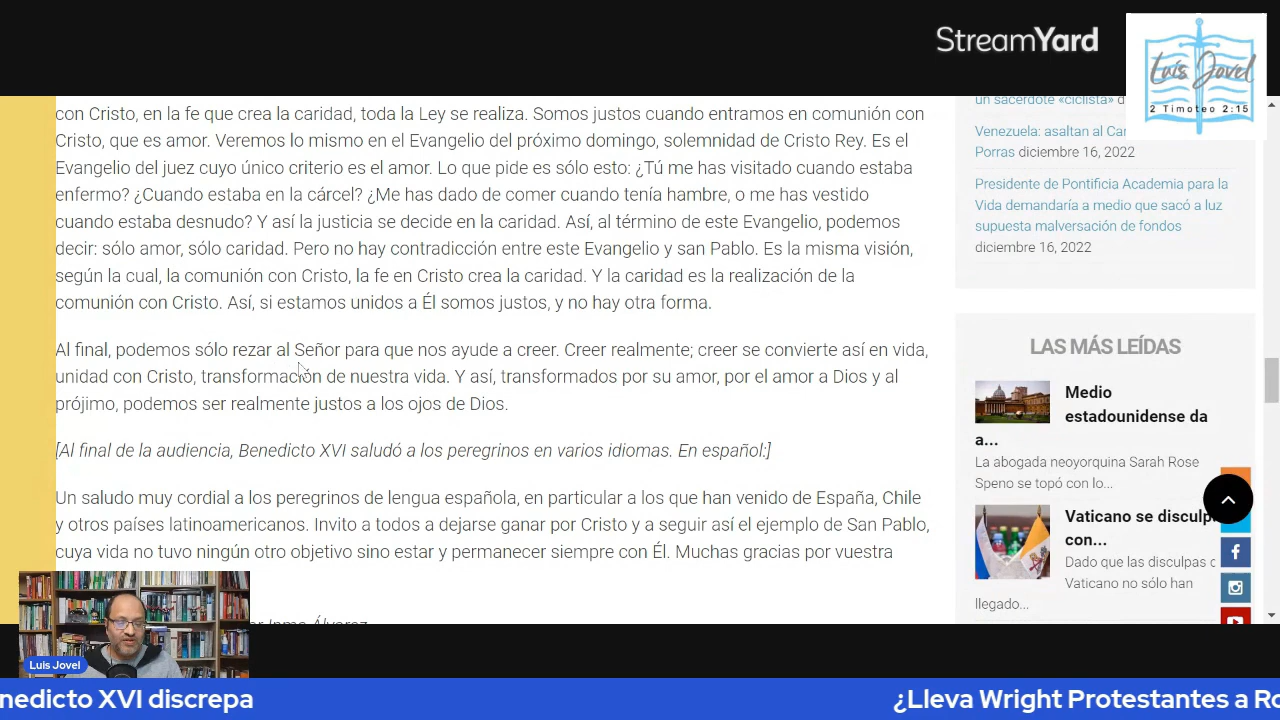 StreamYard
Luis Jovel
2 Timoteo 2:15
con Cristo, en la fe que crea la caridad, toda la Ley se realiza. Somos justos cuando entramos en comunión con
Cristo, que es amor. Veremos lo mismo en el Evangelio del próximo domingo, solemnidad de Cristo Rey. Es el
Evangelio del juez cuyo único criterio es el amor. Lo que pide es sólo esto: ¿Tú me has visitado cuando estaba
enfermo? ¿Cuando estaba en la cárcel? ¿Me has dado de comer cuando tenía hambre, o me has vestido
cuando estaba desnudo? Y así la justicia se decide en la caridad. Así, al término de este Evangelio, podemos
decir: sólo amor, sólo caridad. Pero no hay contradicción entre este Evangelio y san Pablo. Es la misma visión,
según la cual, la comunión con Cristo, la fe en Cristo crea la caridad. Y la caridad es la realización de la
comunión con Cristo. Así, si estamos unidos a Él somos justos, y no hay otra forma.
Al final, podemos sólo rezar al Señor para que nos ayude a creer. Creer realmente; creer se convierte así en vida,
unidad con Cristo, transformación de nuestra vida. Y así, transformados por su amor, por el amor a Dios y al
prójimo, podemos ser realmente justos a los ojos de Dios.
[Al final de la audiencia, Benedicto XVI saludó a los peregrinos en varios idiomas. En español:]
Un saludo muy cordial a los peregrinos de lengua española, en particular a los que han venido de España, Chile
y otros países latinoamericanos. Invito a todos a dejarse ganar por Cristo y a seguir así el ejemplo de San Pablo,
cuya vida no tuvo ningún otro objetivo sino estar y permanecer siempre con Él. Muchas gracias por vuestra
Inma Álvarez
un sacerdote «ciclista» d
Venezuela: asaltan al Car
Porras diciembre 16, 2022
Presidente de Pontificia Academia para la
Vida demandaría a medio que sacó a luz
supuesta malversación de fondos
diciembre 16, 2022
LAS MÁS LEÍDAS
Medio
estadounidense da
a...
La abogada neoyorquina Sarah Rose
Speno se topó con lo...
Vaticano se disculp
con...
Dado que las disculpas d
Vaticano no sólo han
llegado...
Luis Jovel
nedicto XVI discrepa
¿Lleva Wright Protestantes a Ro